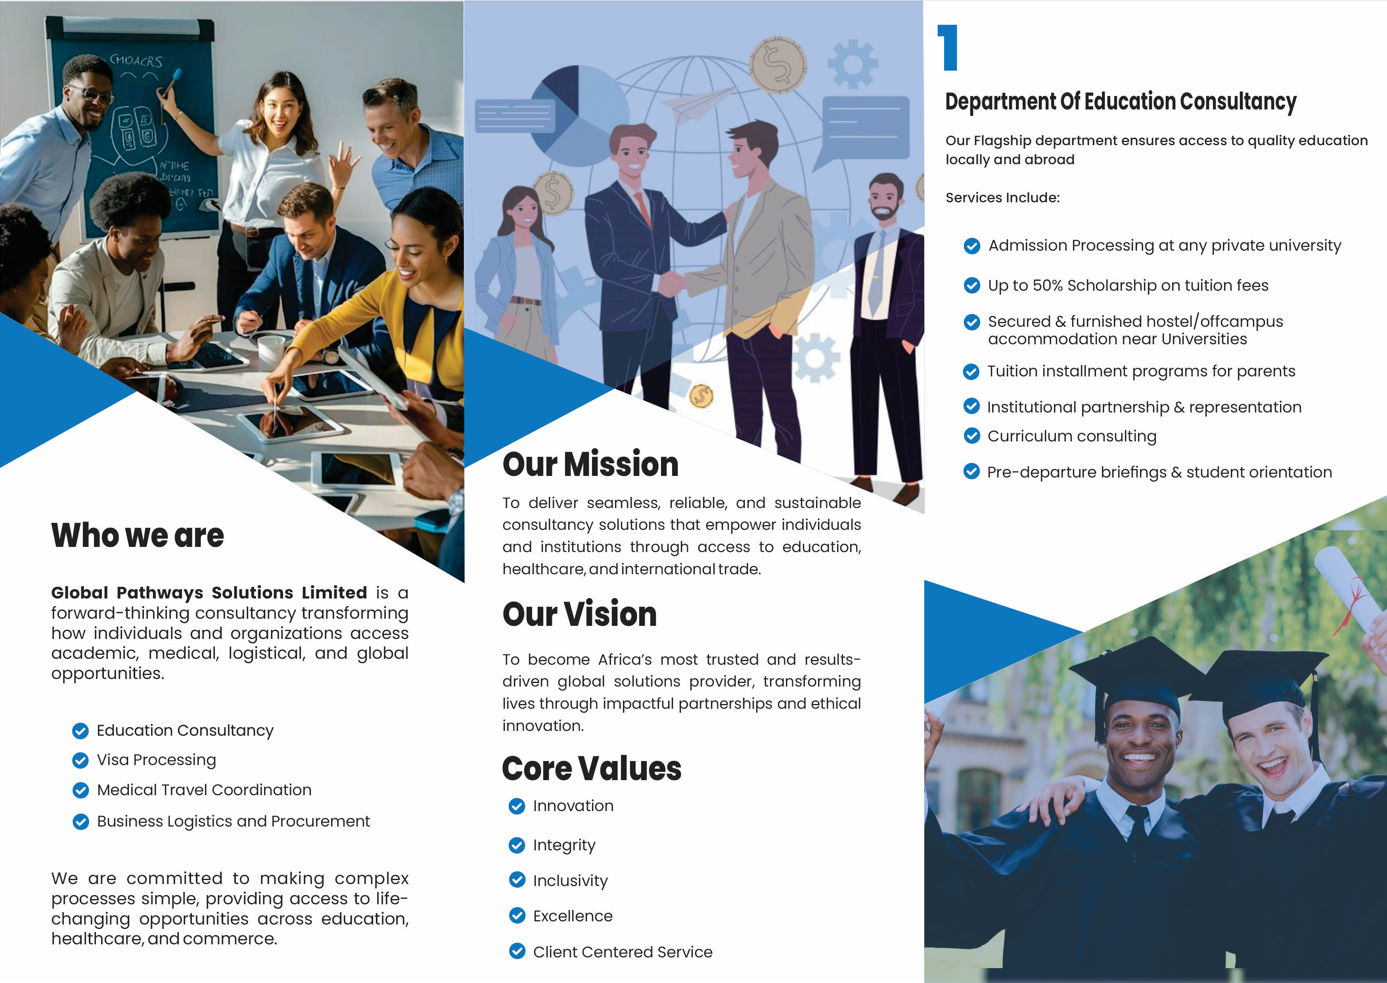 CHOACRS
Who we are
Global Pathways Solutions Limited is a
forward-thinking consultancy transforming
how individuals and organizations access
academic, medical, logistical, and global
opportunities.
Education Consultancy
Visa Processing
Medical Travel Coordination
Business Logistics and Procurement
We are committed to making complex
processes simple, providing access to life-
changing opportunities across education,
healthcare, and commerce.
Our Mission
To deliver seamless, reliable, and sustainable
consultancy solutions that empower individuals
and institutions through access to education,
healthcare, and international trade.
Our Vision
To become Africa's most trusted and results-
driven global solutions provider, transforming
lives through impactful partnerships and ethical
innovation.
Core Values
Innovation
Integrity
Inclusivity
Excellence
Client Centered Service
1
Department Of Education Consultancy
Our Flagship department ensures access to quality education
locally and abroad
Services Include:
Admission Processing at any private university
Up to 50% Scholarship on tuition fees
Secured & furnished hostel/offcampus
accommodation near Universities
Tuition installment programs for parents
Institutional partnership & representation
Curriculum consulting
Pre-departure briefings & student orientation